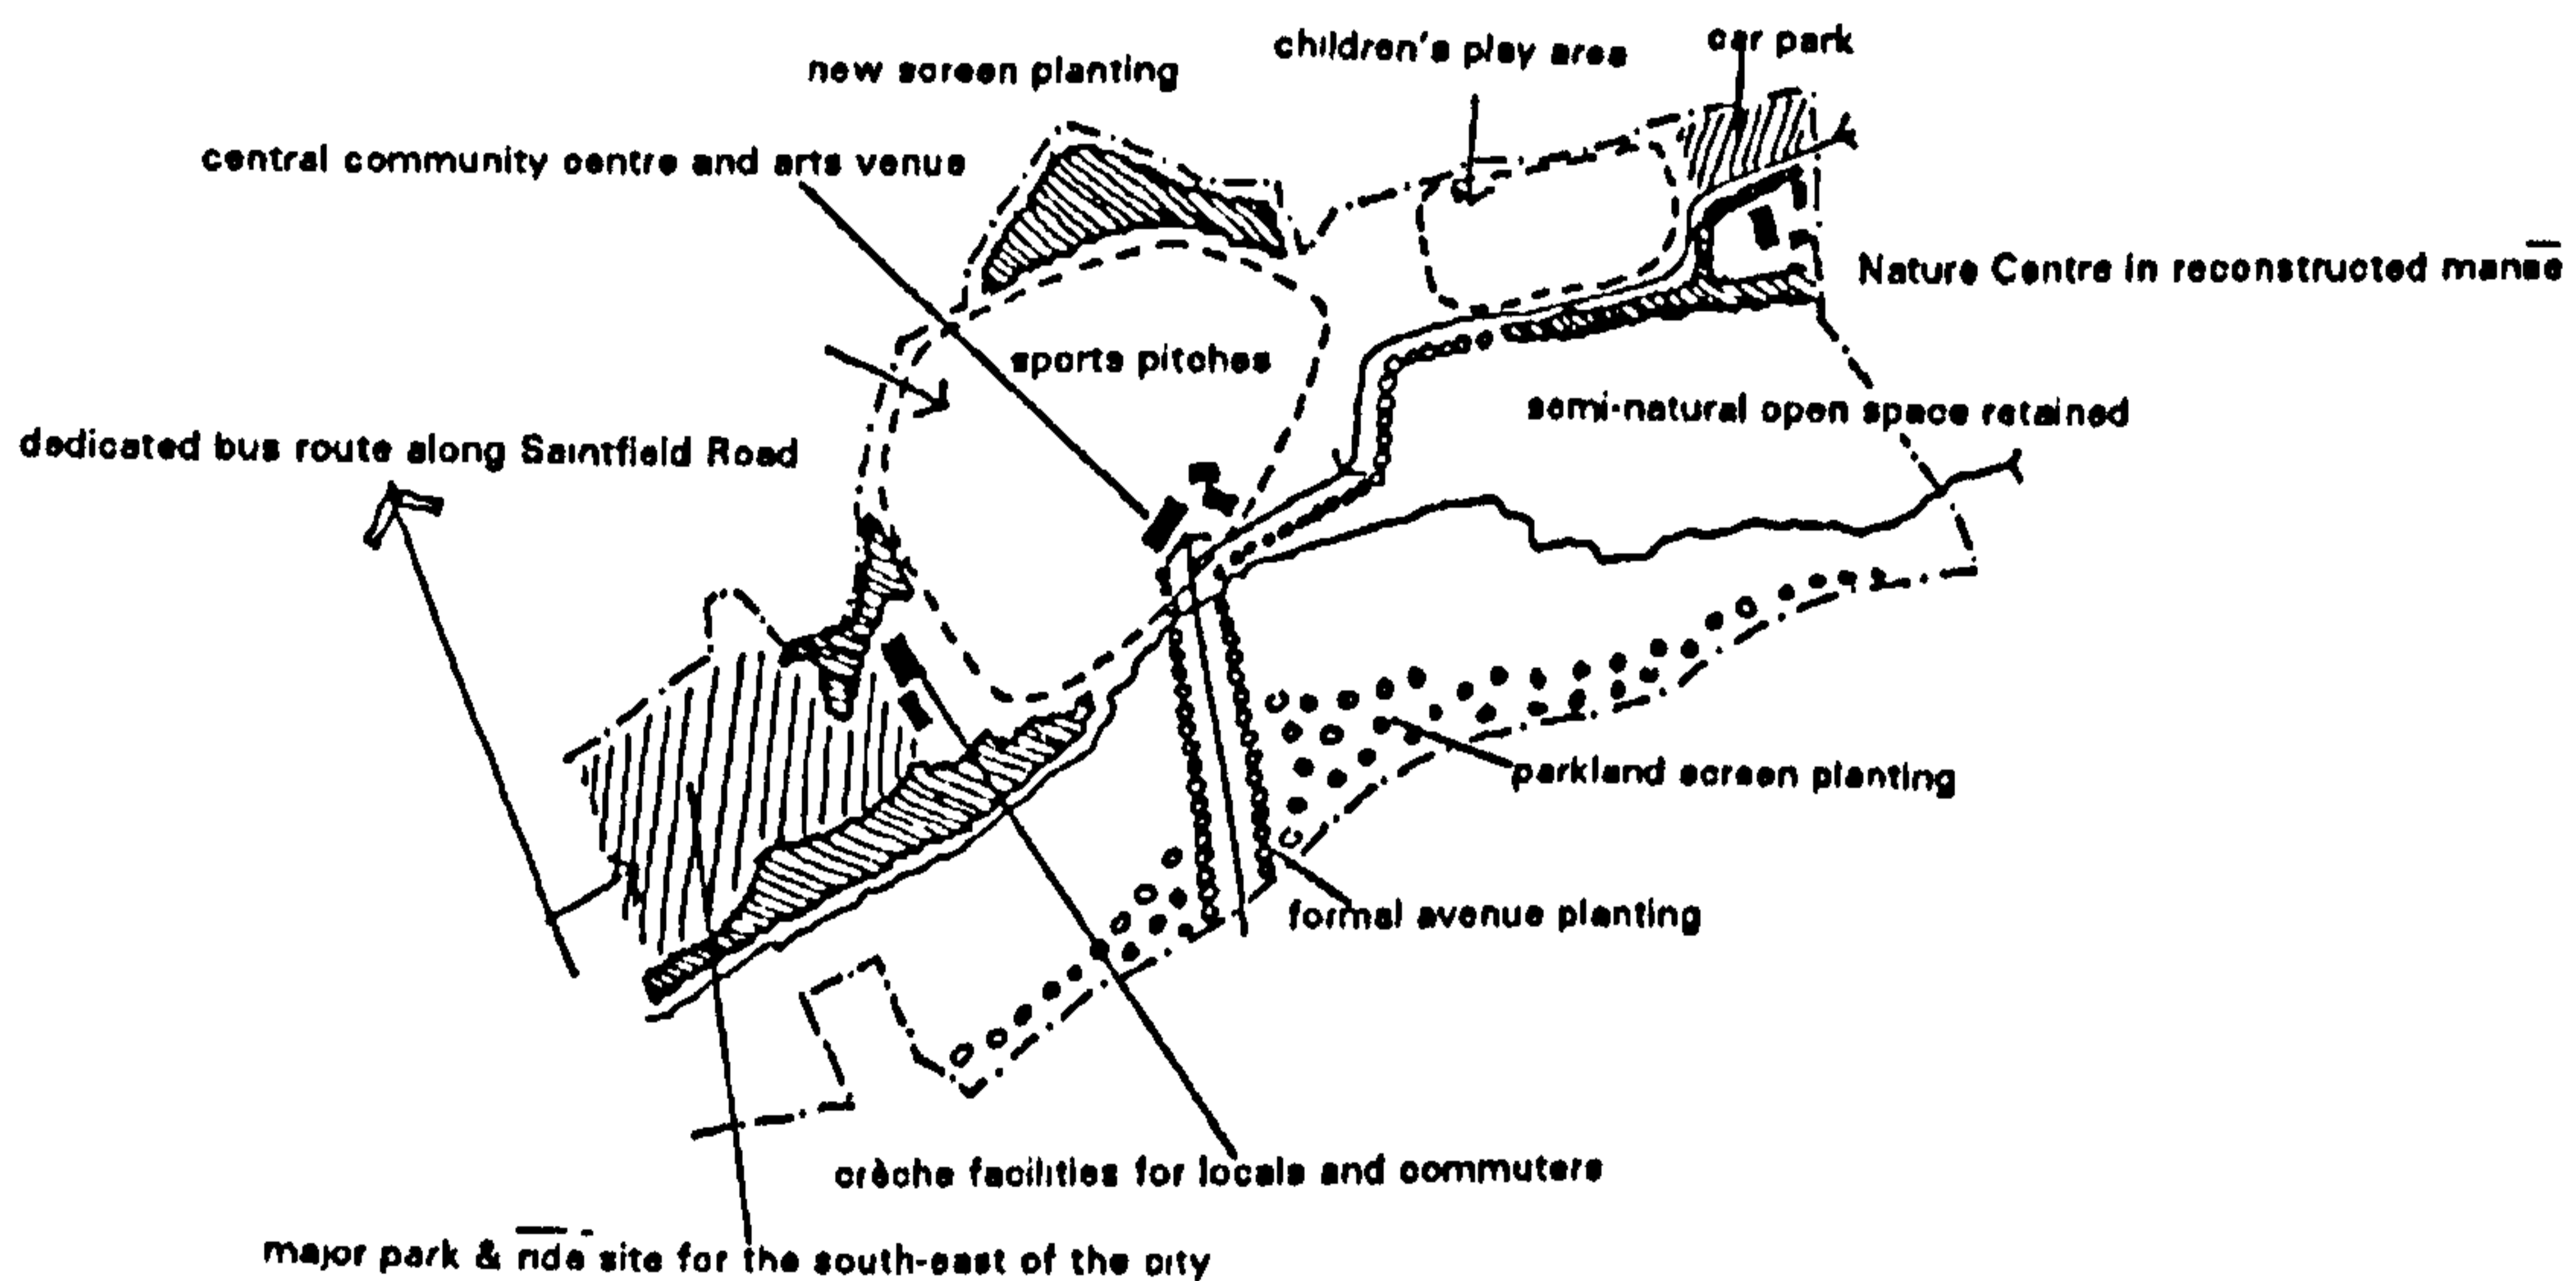 children's play area
car park
new screen planting
central community centre and arts venue
Nature Centre in reconstructed manse
sports pitches
semi-natural open space retained
dedicated bus route along Saintfield Road
parkland screen planting
formal avenue planting
crèche facilities for locals and commuters
major park & ride site for the south-east of the city